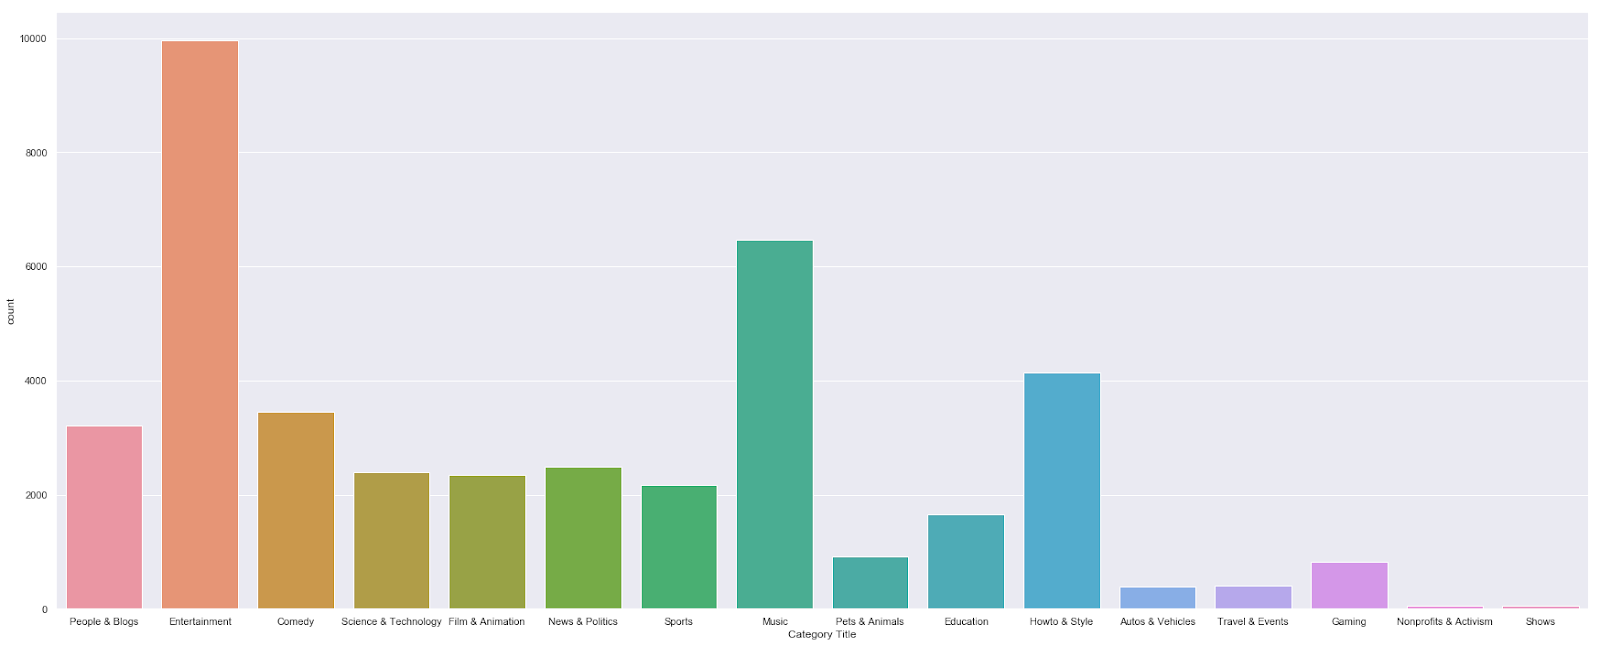 10000
8000
6000
4000
2000
0
count
People & Blogs Entertainment Comedy Science & Technology Film & Animation News & Politics Sports Music Pets & Animals Education Howto & Style Autos & Vehicles Travel & Events Gaming Nonprofits & Activism Shows
Category Title